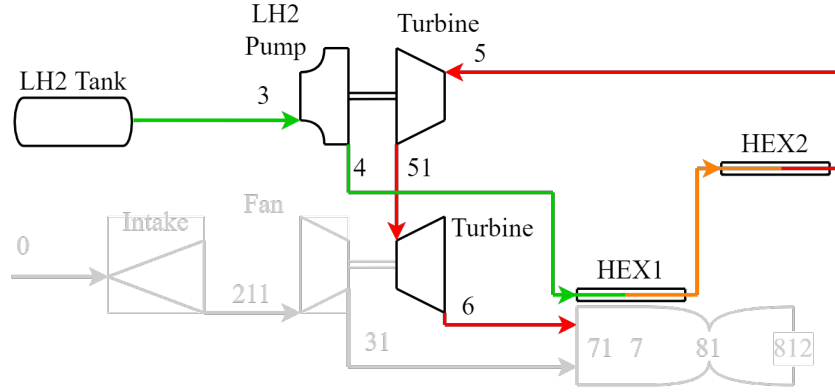 LH2
Pump
Turbine
LH2 Tank
3
5
HEX2
4
51
Fan
Intake
Turbine
0
HEX1
211
6
31
71
7
81
812